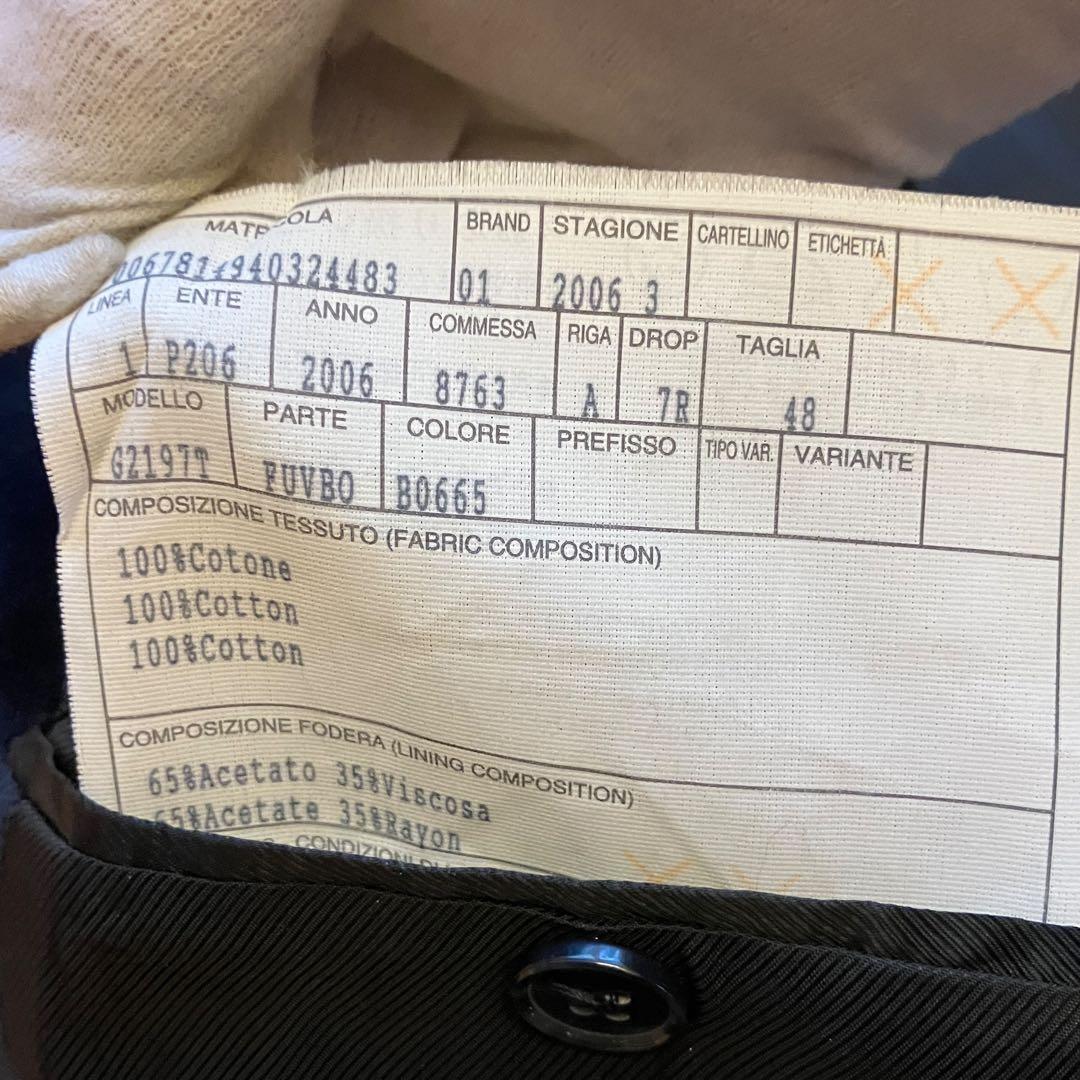 BRAND STAGIONE CARTELLINO ETICHETTA
01 2006 3
LINEA ENTE ANNO COMMESSA RIGA DROP TAGLIA
1 P206 2006 8763 A 7R 48
MODELLO PARTE COLORE PREFISSO TIPO VAR. VARIANTE
G2197T FUVBO B0665
COMPOSIZIONE TESSUTO (FABRIC COMPOSITION)
100%Cotone
100%Cotton
100%Cotton
COMPOSIZIONE FODERA (LINING COMPOSITION)
65%Acetato 35%Viscosa
65%Acetate 35%Rayon
CONDIZIONI